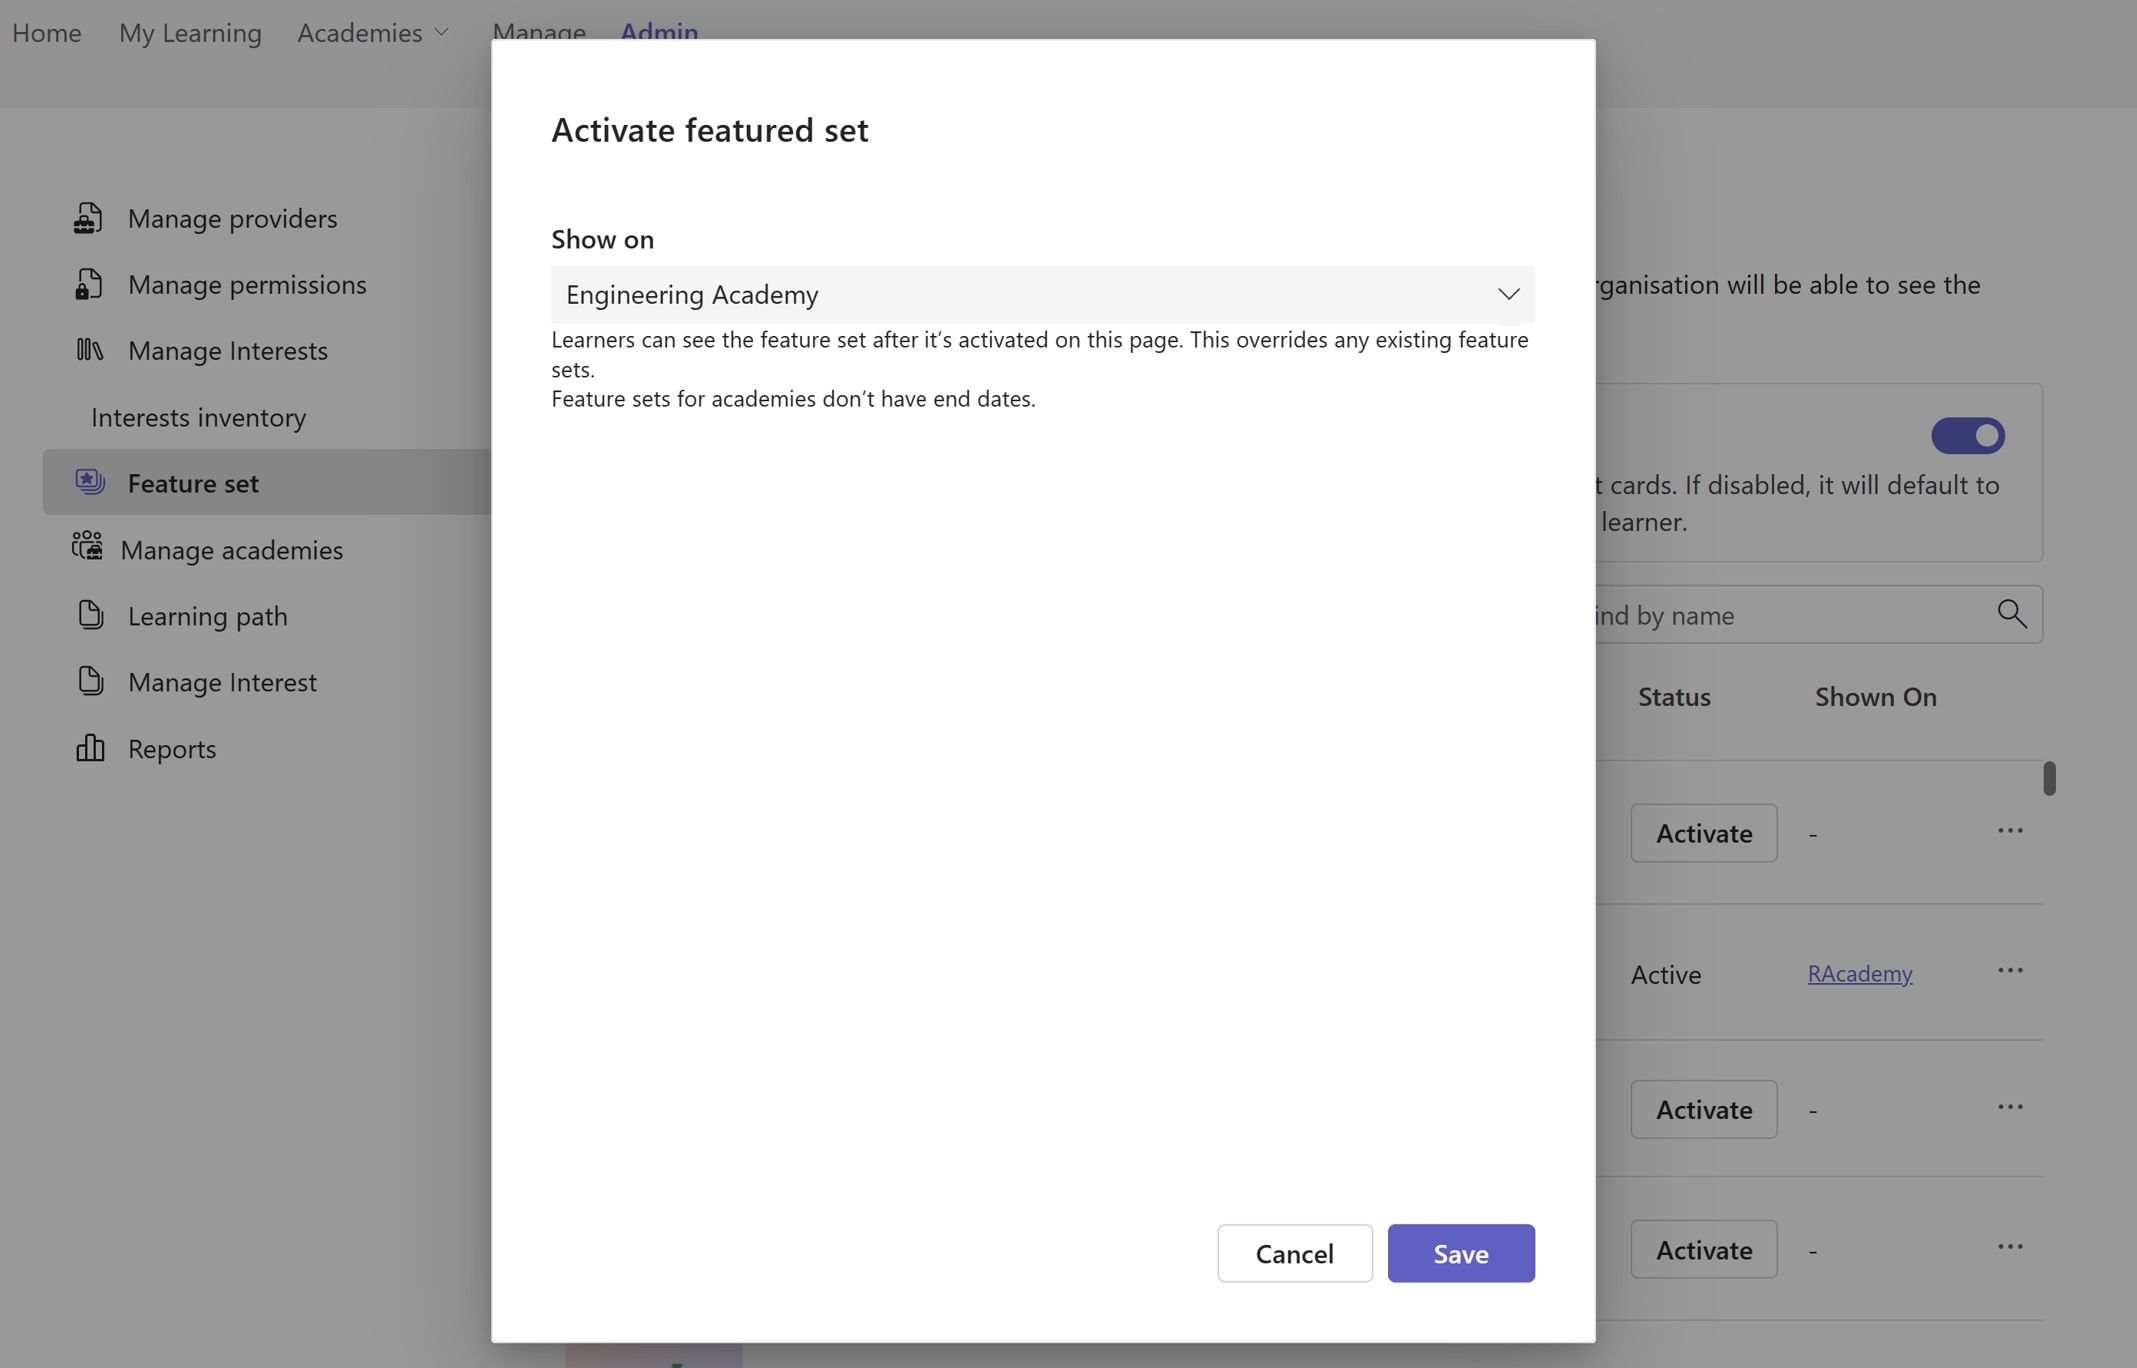 Home My Learning Academies Manage Admin
Activate featured set
Manage providers
Manage permissions
Manage Interests
Interests inventory
Feature set
Manage academies
Learning path
Manage Interest
Reports
Show on
Engineering Academy
Learners can see the feature set after it’s activated on this page. This overrides any existing feature
sets.
Feature sets for academies don’t have end dates.
Cancel Save
rganisation will be able to see the
t cards. If disabled, it will default to
learner.
ind by name
Status Shown On
Activate - ...
Active RAcademy ...
Activate - ...
Activate - ...